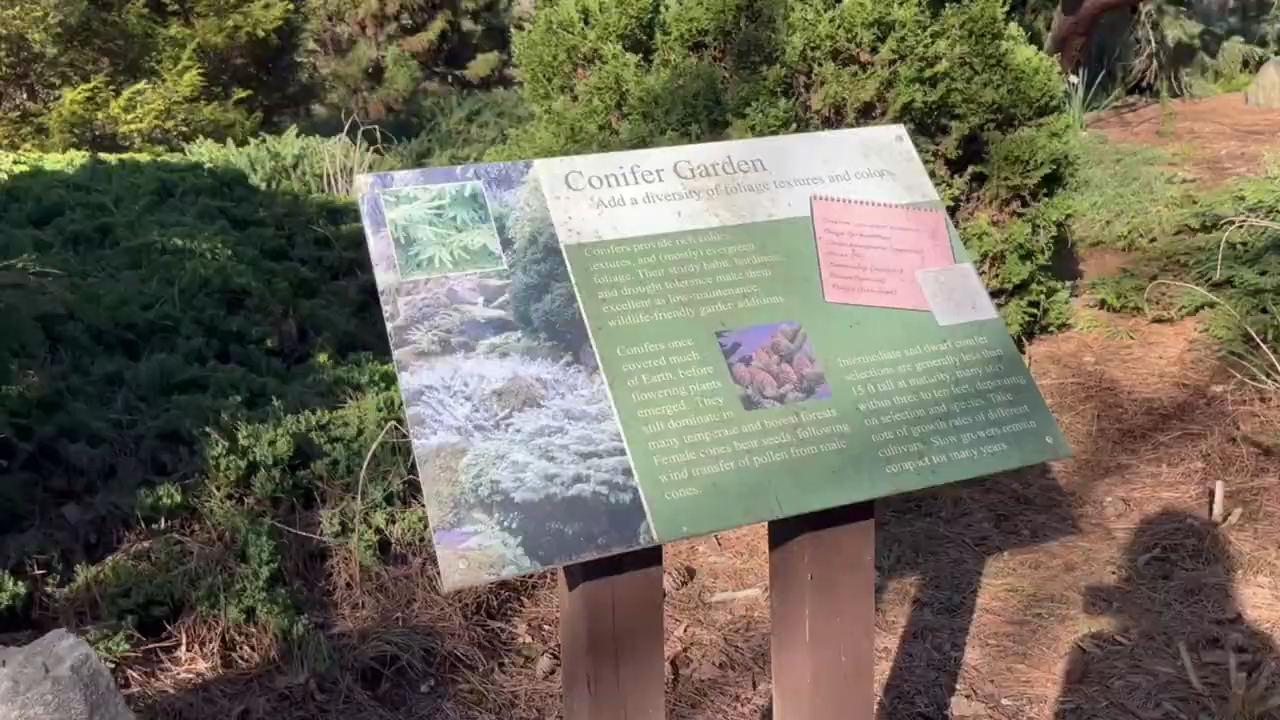 Conifer Garden
Add a diversity of foliage textures and colors
Conifers provide rich colors,
textures, and (mostly) evergreen
foliage. Their sturdy habit, hardiness
and drought tolerance make them
excellent as low-maintenance,
wildlife-friendly garden additions
Conifers once
covered much
of Earth, before
flowering plants
emerged. They
still dominate in
many temperate and boreal forests
Female cones bear seeds, following
wind transfer of pollen from male
cones.
Intermediate and dwarf conifer
selections are generally less than
15 ft tall at maturity; many stay
within three to ten feet, depending
on selection and species. Take
note of growth rates of different
cultivars. Slow growers remain
compact for many years.